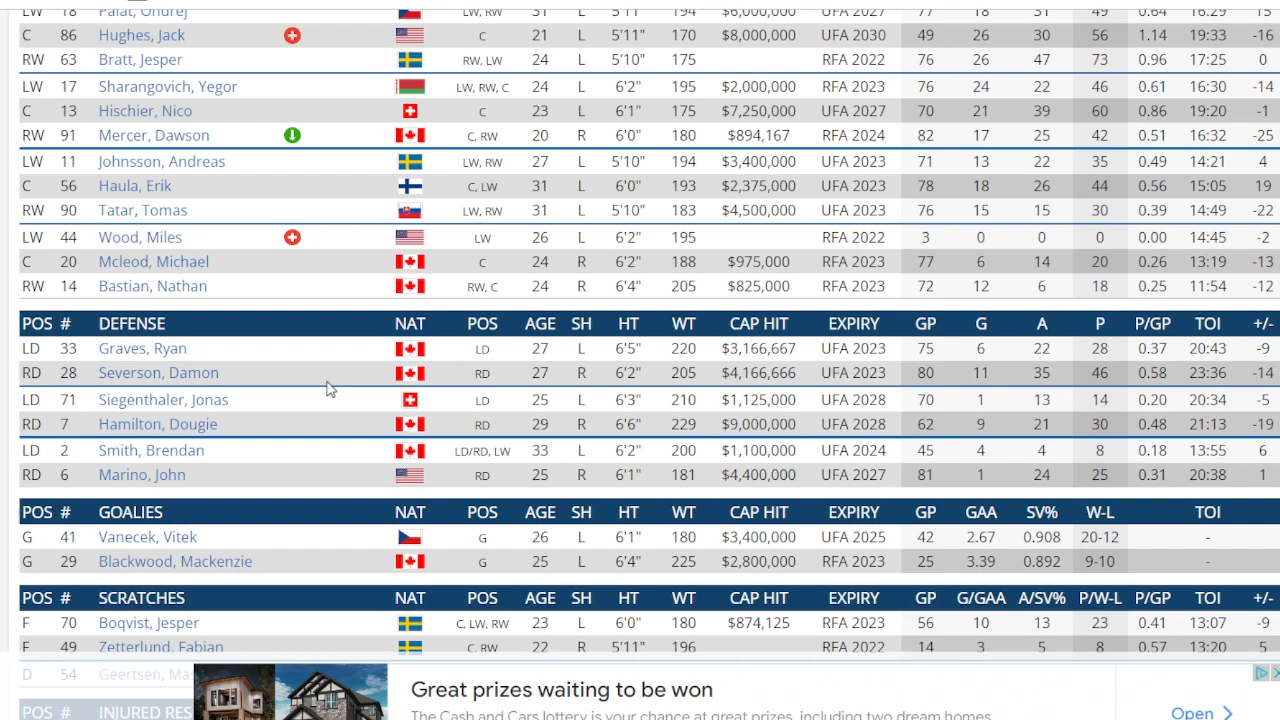 LW 18 Palat, Ondrej LW, RW 31 L 5'11" 194 $6,000,000 UFA 2027 77 18 31 49 0.64 16:29 15
C 86 Hughes, Jack C 21 L 5'11" 170 $8,000,000 UFA 2030 49 26 30 56 1.14 19:33 -16
RW 63 Bratt, Jesper RW, LW 24 L 5'10" 175 RFA 2022 76 26 47 73 0.96 17:25 0
LW 17 Sharangovich, Yegor LW, RW, C 24 L 6'2" 195 $2,000,000 RFA 2023 76 24 22 46 0.61 16:30 -14
C 13 Hischier, Nico C 23 L 6'1" 175 $7,250,000 UFA 2027 70 21 39 60 0.86 19:20 -1
RW 91 Mercer, Dawson C, RW 20 R 6'0" 180 $894,167 RFA 2024 82 17 25 42 0.51 16:32 -25
LW 11 Johnsson, Andreas LW, RW 27 L 5'10" 194 $3,400,000 UFA 2023 71 13 22 35 0.49 14:21 4
C 56 Haula, Erik C, LW 31 L 6'0" 193 $2,375,000 UFA 2023 78 18 26 44 0.56 15:05 19
RW 90 Tatar, Tomas LW, RW 31 L 5'10" 183 $4,500,000 UFA 2023 76 15 15 30 0.39 14:49 -22
LW 44 Wood, Miles LW 26 L 6'2" 195 RFA 2022 3 0 0 0 0.00 14:45 -2
C 20 Mcleod, Michael C 24 R 6'2" 188 $975,000 RFA 2023 77 6 14 20 0.26 13:19 -13
RW 14 Bastian, Nathan RW, C 24 R 6'4" 205 $825,000 RFA 2023 72 12 6 18 0.25 11:54 -12
POS # DEFENSE NAT POS AGE SH HT WT CAP HIT EXPIRY GP G A P P/GP TOI +/-
LD 33 Graves, Ryan LD 27 L 6'5" 220 $3,166,667 UFA 2023 75 6 22 28 0.37 20:43 -9
RD 28 Severson, Damon RD 27 R 6'2" 205 $4,166,666 UFA 2023 80 11 35 46 0.58 23:36 -14
LD 71 Siegenthaler, Jonas LD 25 L 6'3" 210 $1,125,000 UFA 2028 70 1 13 14 0.20 20:34 -5
RD 7 Hamilton, Dougie RD 29 R 6'6" 229 $9,000,000 UFA 2028 62 9 21 30 0.48 21:13 -19
LD 2 Smith, Brendan LD/RD, LW 33 L 6'2" 200 $1,100,000 UFA 2024 45 4 4 8 0.18 13:55 6
RD 6 Marino, John RD 25 R 6'1" 181 $4,400,000 UFA 2027 81 1 24 25 0.31 20:38 1
POS # GOALIES NAT POS AGE SH HT WT CAP HIT EXPIRY GP GAA SV% W-L TOI
G 41 Vanecek, Vitek G 26 L 6'1" 180 $3,400,000 UFA 2025 42 2.67 0.908 20-12 -
G 29 Blackwood, Mackenzie G 25 L 6'4" 225 $2,800,000 RFA 2023 25 3.39 0.892 9-10 -
POS # SCRATCHES NAT POS AGE SH HT WT CAP HIT EXPIRY GP G/GAA A/SV% P/W-L P/GP TOI +/-
F 70 Boqvist, Jesper C, LW, RW 23 L 6'0" 180 $874,125 RFA 2023 56 10 13 23 0.41 13:07 -9
F 49 Zetterlund, Fabian C, RW 22 R 5'11" 196 RFA 2022 14 3 5 8 0.57 13:20 5
D 54 Geertsen,
POS # INJURED RES
Great prizes waiting to be won
The Cash and Cars lottery is your chance at great prizes, including two dream homes
Open